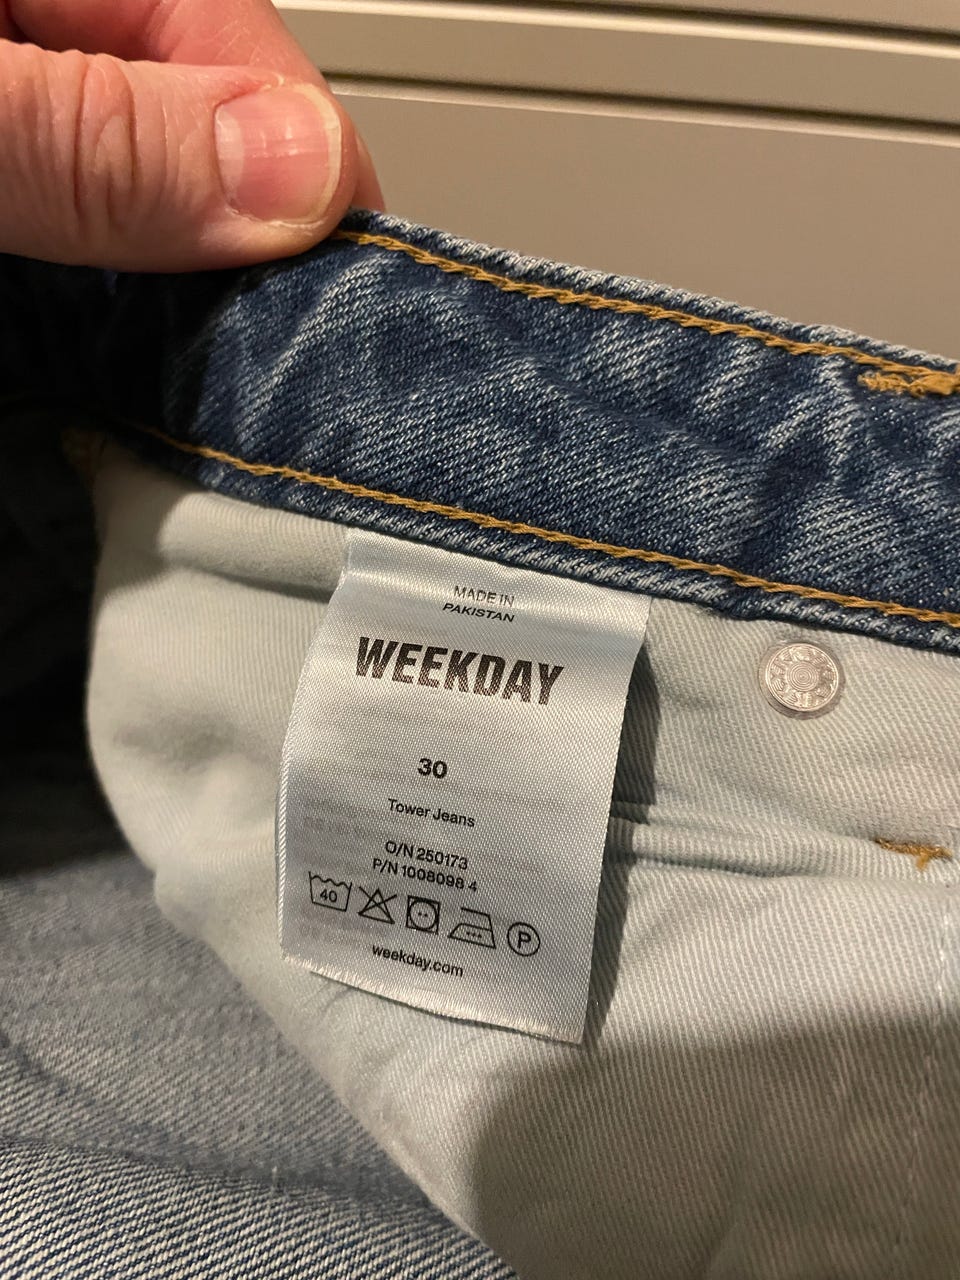 MADE IN
PAKISTAN
WEEKDAY
30
Tower Jeans
O/N 250173
P/N 1008098 4
40
P
weekday.com